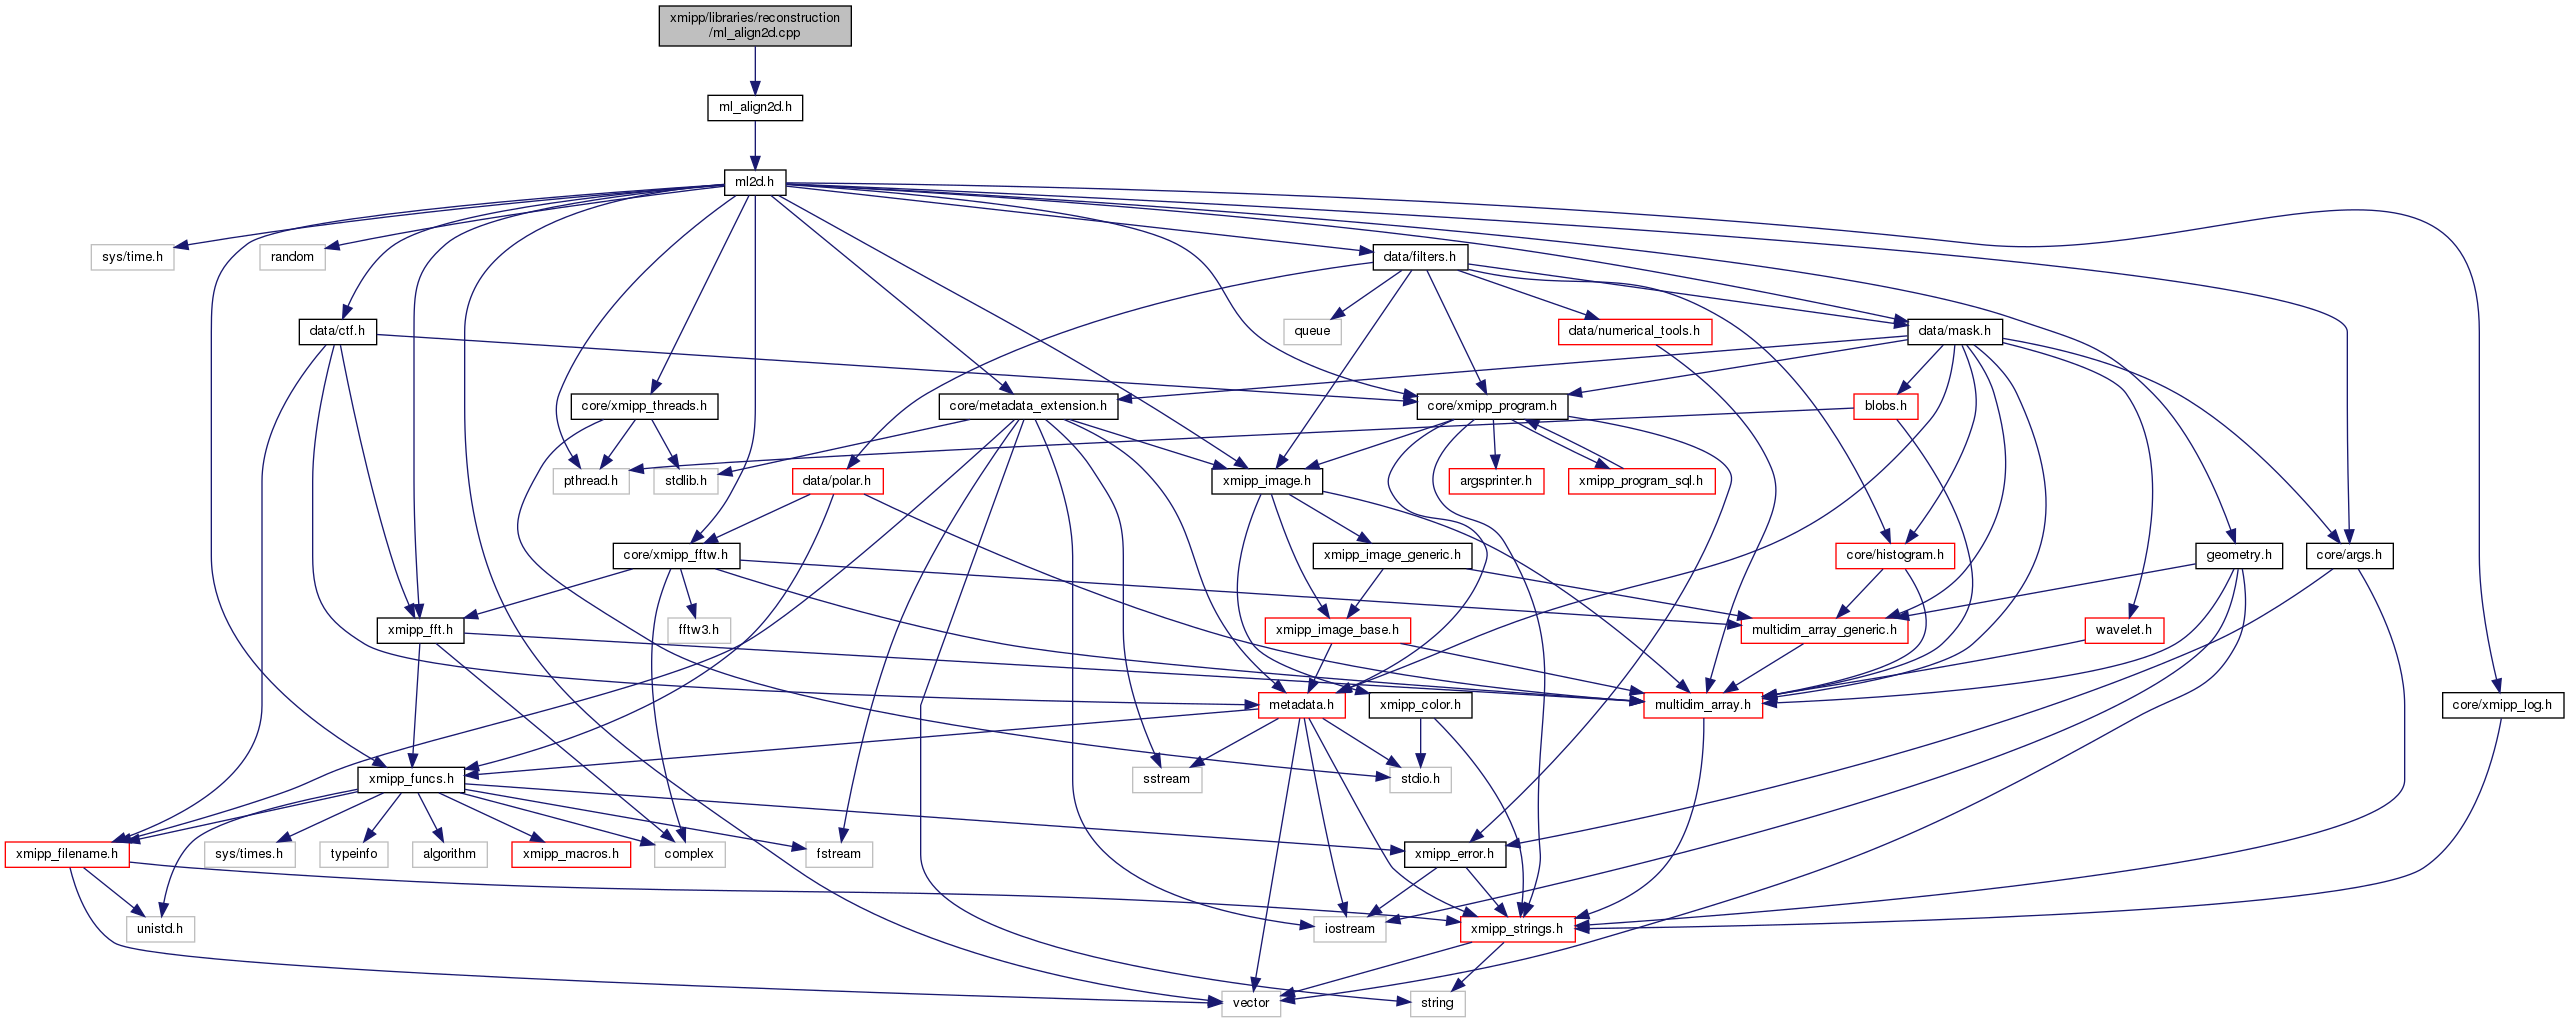 xmipp/libraries/reconstruction
/ml_align2d.cpp
ml_align2d.h
ml2d.h
sys/time.h
random
data/filters.h
data/ctf.h
queue
data/numerical_tools.h
data/mask.h
core/xmipp_threads.h
core/metadata_extension.h
core/xmipp_program.h
blobs.h
pthread.h
stdlib.h
data/polar.h
xmipp_image.h
argsprinter.h
xmipp_program_sql.h
core/xmipp_fftw.h
xmipp_image_generic.h
core/histogram.h
geometry.h
core/args.h
xmipp_fft.h
fftw3.h
xmipp_image_base.h
multidim_array_generic.h
wavelet.h
metadata.h
xmipp_color.h
multidim_array.h
core/xmipp_log.h
xmipp_funcs.h
sstream
stdio.h
xmipp_filename.h
sys/times.h
typeinfo
algorithm
xmipp_macros.h
complex
fstream
xmipp_error.h
unistd.h
iostream
xmipp_strings.h
vector
string